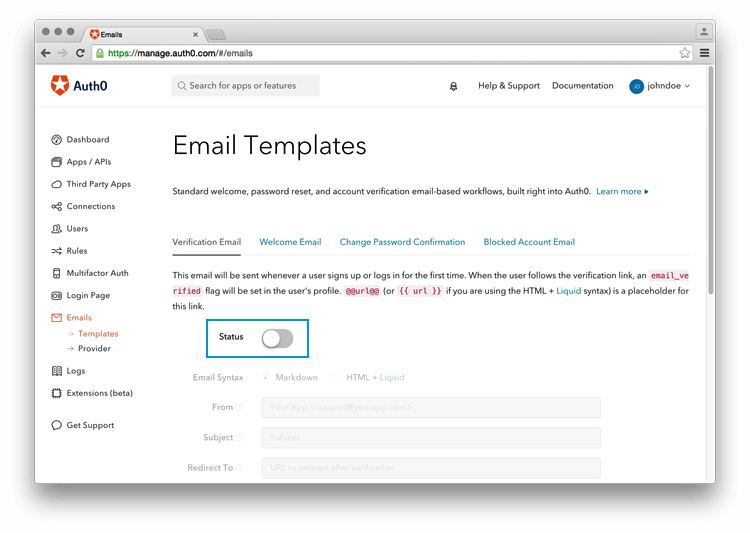 Emails
https://manage.auth0.com/#/emails
Auth0
Search for apps or features
Help & Support
Documentation
JD
johndoe
Dashboard
Apps / APIs
Third Party Apps
Connections
Users
Rules
Multifactor Auth
Login Page
Emails
Templates
Provider
Logs
Extensions (beta)
Get Support
Email Templates
Standard welcome, password reset, and account verification email-based workflows, built right into Auth0. Learn more
Verification Email
Welcome Email
Change Password Confirmation
Blocked Account Email
This email will be sent whenever a user signs up or logs in for the first time. When the user follows the verification link, an email_ve
rified flag will be set in the user's profile. @@url@@ (or {{ url }} if you are using the HTML + Liquid syntax) is a placeholder for
this link.
Status
Email Syntax Markdown HTML + Liquid
From Your App <support@yourapp.com>
Subject Subject
Redirect To URL to redirect after verification